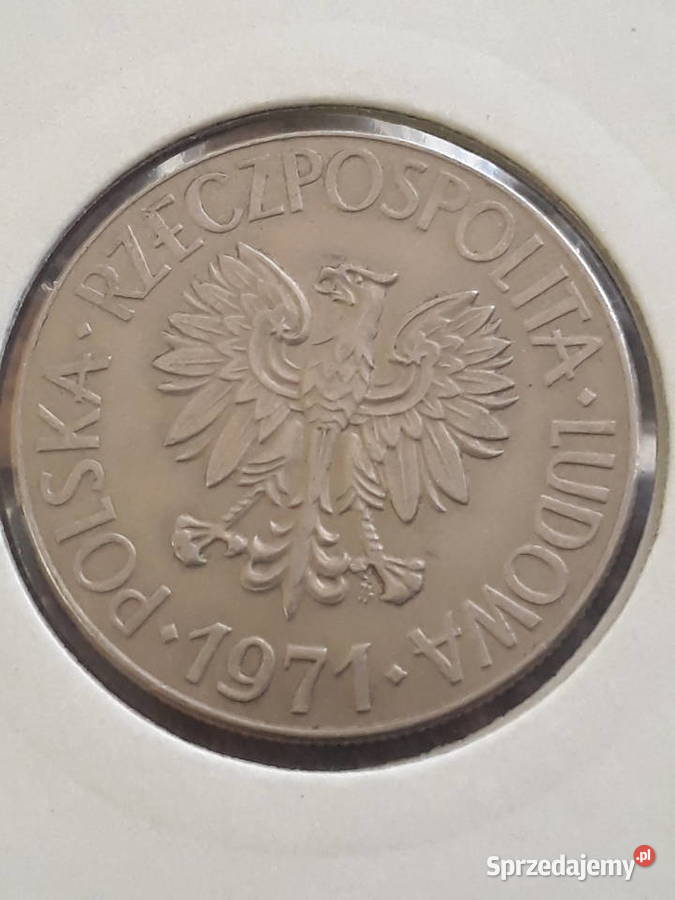 POLSKA · RZECZPOSPOLITA · LUDOWA ·
1971 ·
Sprzedajemy.pl